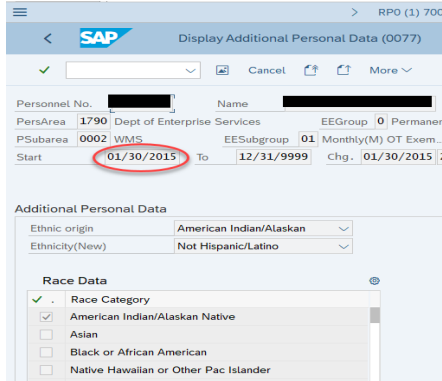 > RP0 (1) 700
< SAP Display Additional Personal Data (0077)
Cancel More
Personnel No. Name
PersArea 1790 Dept of Enterprise Services EEGroup 0 Permaner
PSubarea 0002 WMS EESubgroup 01 Monthly(M) OT Exem...
Start 01/30/2015 To 12/31/9999 Chg. 01/30/2015
Additional Personal Data
Ethnic origin American Indian/Alaskan
Ethnicity(New) Not Hispanic/Latino
Race Data
. Race Category
American Indian/Alaskan Native
Asian
Black or African American
Native Hawaiian or Other Pac Islander